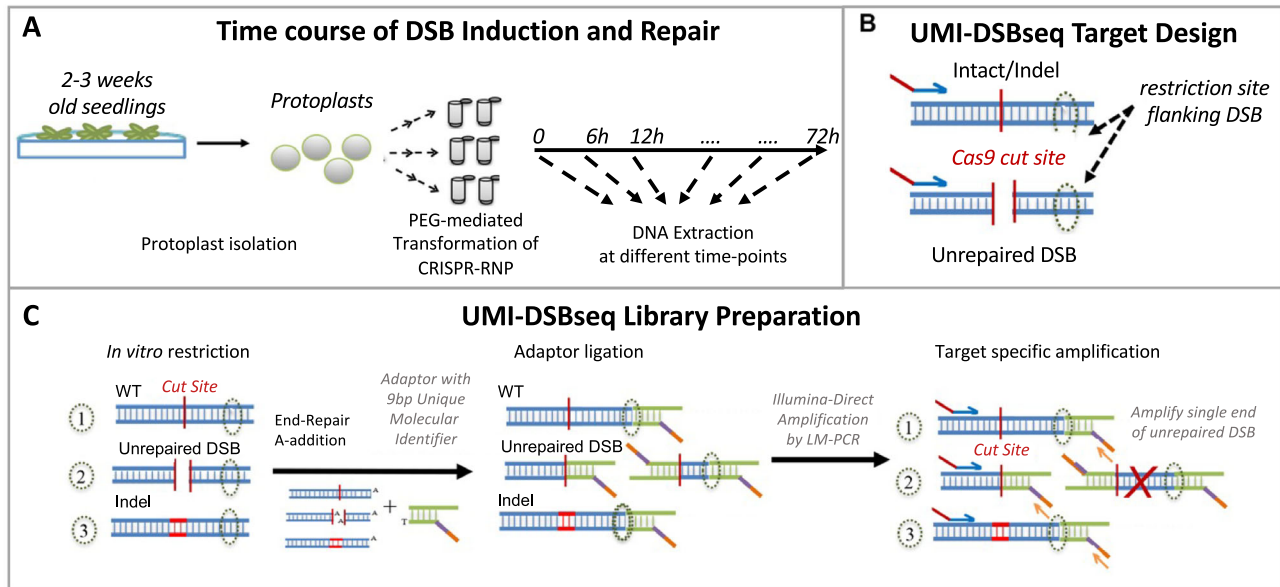 A
Time course of DSB Induction and Repair
2-3 weeks
old seedlings
Protoplasts
0 6h 12h .... .... 72h
Protoplast isolation
PEG-mediated
Transformation of
CRISPR-RNP
DNA Extraction
at different time-points
B
UMI-DSBseq Target Design
Intact/Indel
restriction site
flanking DSB
Cas9 cut site
Unrepaired DSB
C
UMI-DSBseq Library Preparation
In vitro restriction
WT
Cut Site
1
Unrepaired DSB
2
Indel
3
End-Repair
A-addition
Adaptor with
9bp Unique
Molecular
Identifier
A
A
A
A
A
+
T
Adaptor ligation
WT
Unrepaired DSB
Indel
Illumina-Direct
Amplification
by LM-PCR
Target specific amplification
1
Cut Site
2
3
Amplify single end
of unrepaired DSB
X